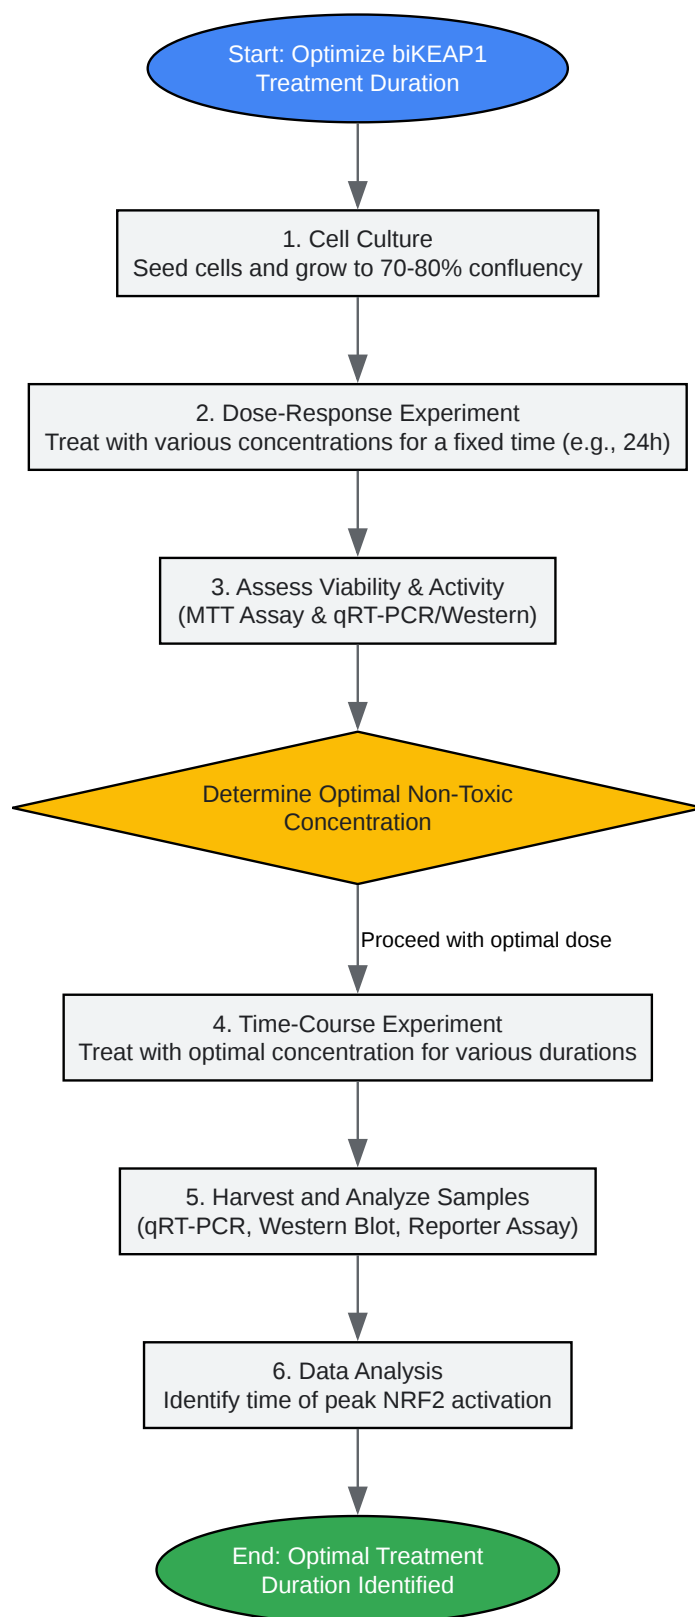 Start: Optimize biKEAP1
Treatment Duration
1. Cell Culture
Seed cells and grow to 70-80% confluency
2. Dose-Response Experiment
Treat with various concentrations for a fixed time (e.g., 24h)
3. Assess Viability & Activity
(MTT Assay & qRT-PCR/Western)
Determine Optimal Non-Toxic
Concentration
Proceed with optimal dose
4. Time-Course Experiment
Treat with optimal concentration for various durations
5. Harvest and Analyze Samples
(qRT-PCR, Western Blot, Reporter Assay)
6. Data Analysis
Identify time of peak NRF2 activation
End: Optimal Treatment
Duration Identified